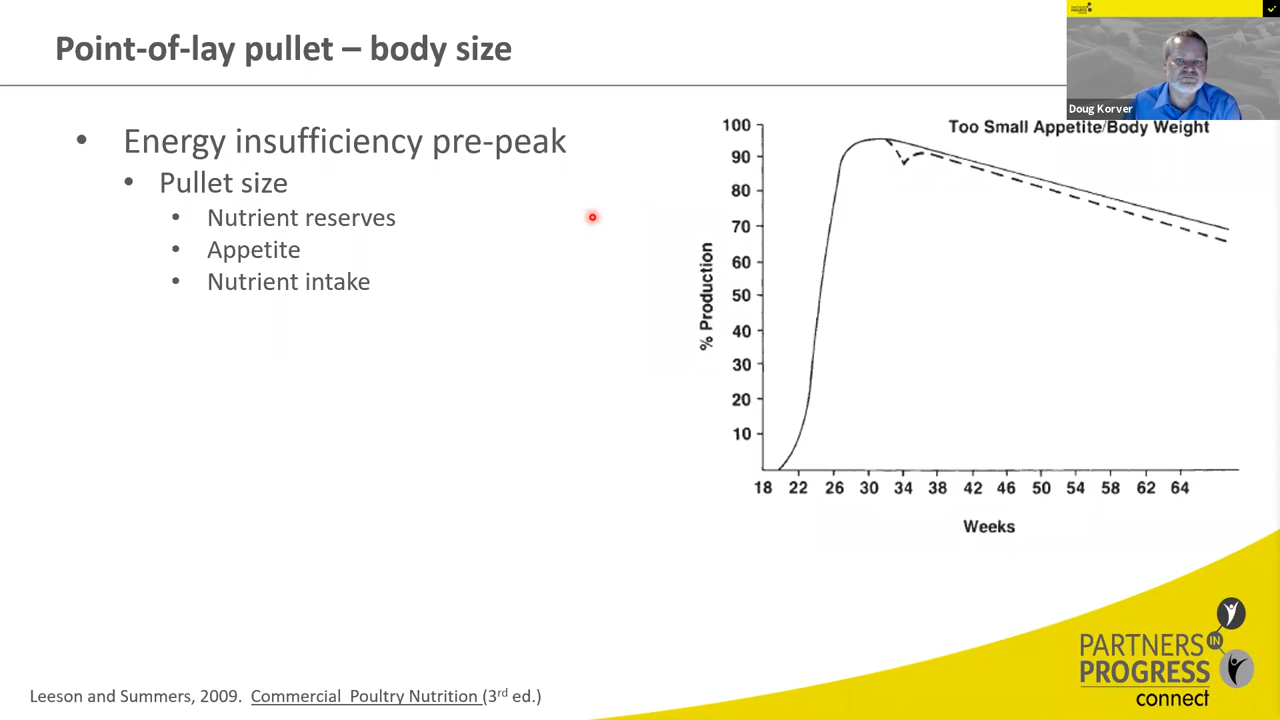 Point-of-lay pullet – body size
• Energy insufficiency pre-peak
• Pullet size
• Nutrient reserves
• Appetite
• Nutrient intake
PARTNERS
IN
PROGRESS
Doug Korver
Too Small Appetite/Body Weight
% Production
100
90
80
70
60
50
40
30
20
10
18 22 26 30 34 38 42 46 50 54 58 62 64
Weeks
Leeson and Summers, 2009. Commercial Poultry Nutrition (3rd ed.)
PARTNERS
IN
PROGRESS
connect